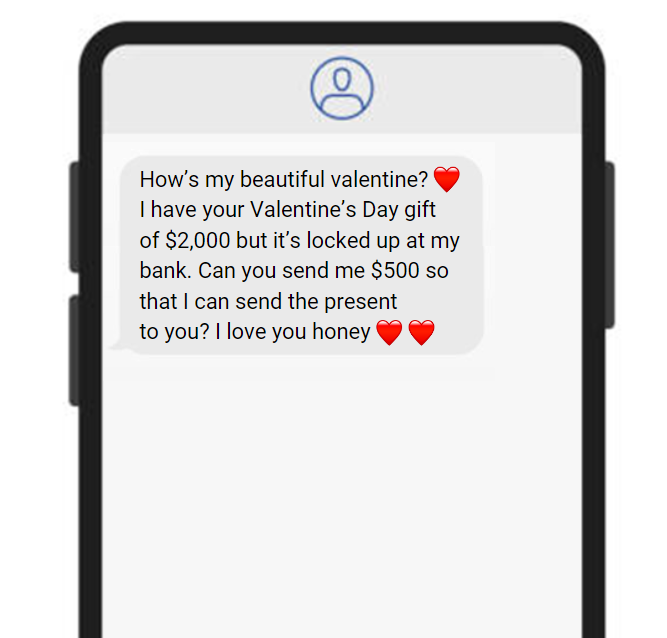 How’s my beautiful valentine? ❤️
I have your Valentine’s Day gift
of $2,000 but it’s locked up at my
bank. Can you send me $500 so
that I can send the present
to you? I love you honey ❤️ ❤️